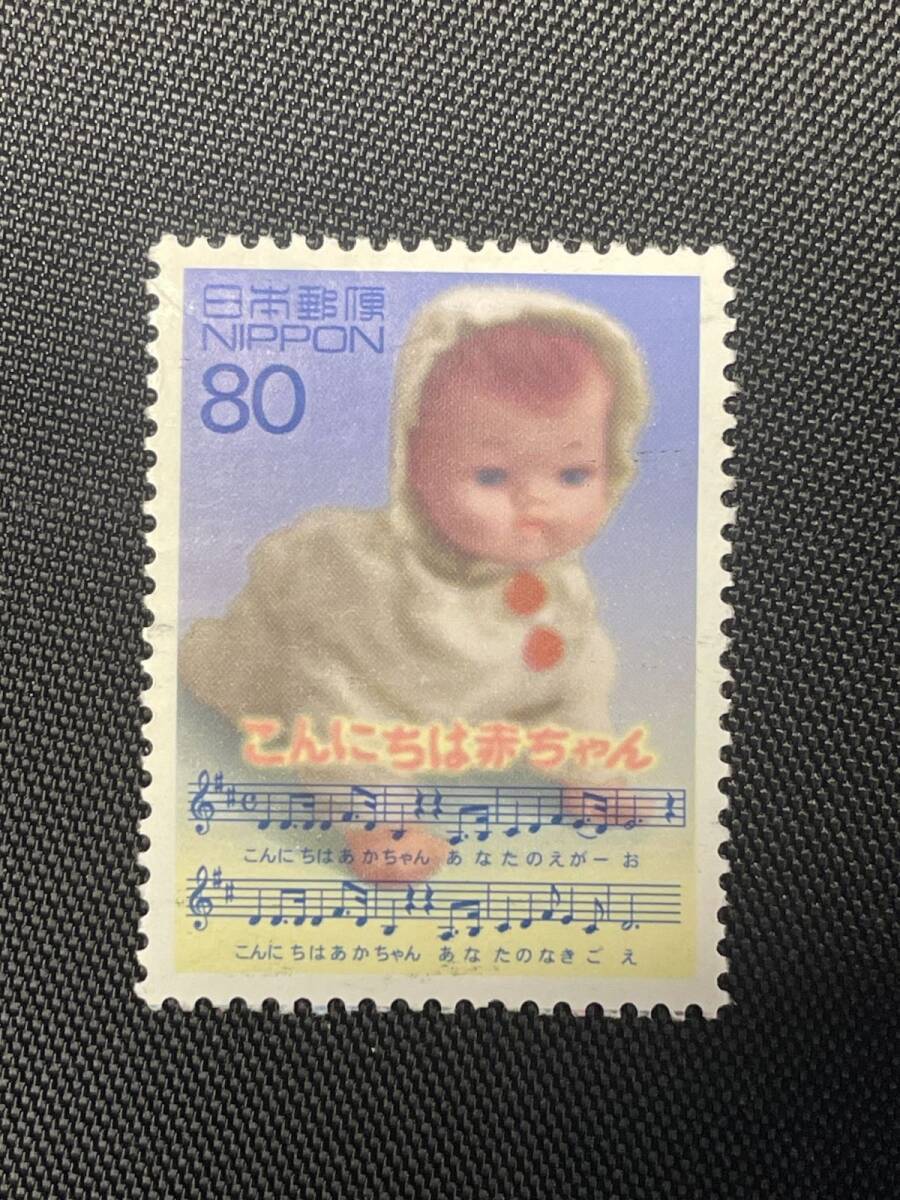 日本郵便
NIPPON
80
こんにちは赤ちゃん
こんにちはあかちゃん あなたのえがーお
こんにちはあかちゃん あなたのなきごえ